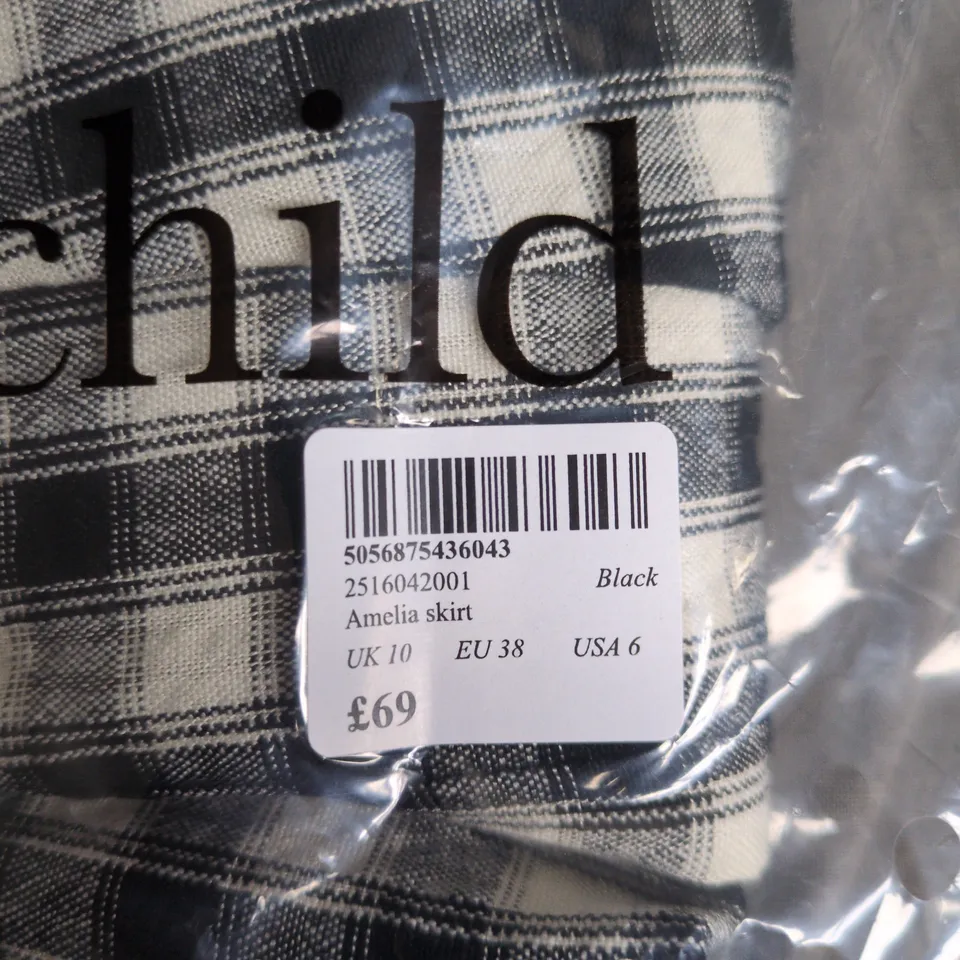 child
5056875436043
2516042001 Black
Amelia skirt
UK 10 EU 38 USA 6
£69